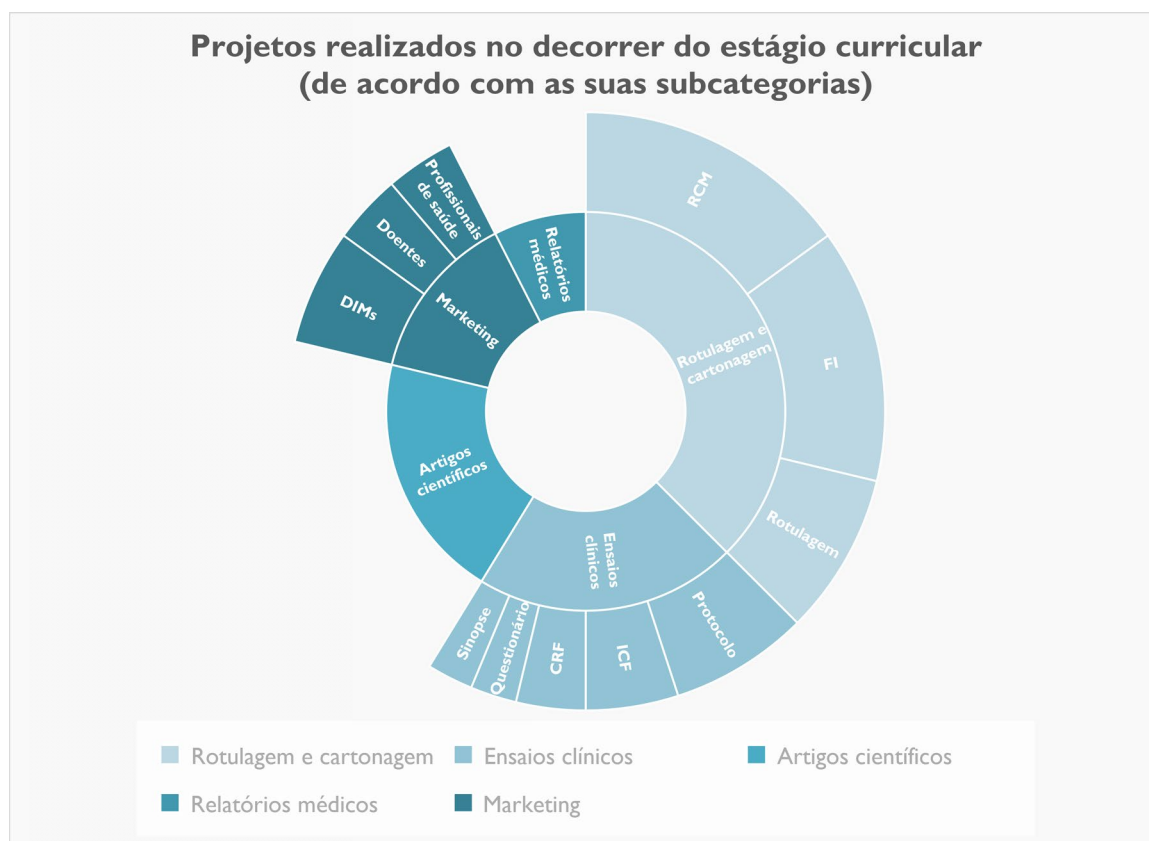 Projetos realizados no decorrer do estágio curricular
(de acordo com as suas subcategorias)
RCM
FI
Rotulagem
Rotulagem e
cartonagem
Protocolo
ICF
CRF
Questionário
Sinopse
Ensaios
clínicos
Artigos
científicos
DIMs
Doentes
Profissionais
de saúde
Marketing
Relatórios
médicos
Rotulagem e cartonagem
Ensaios clínicos
Artigos científicos
Relatórios médicos
Marketing